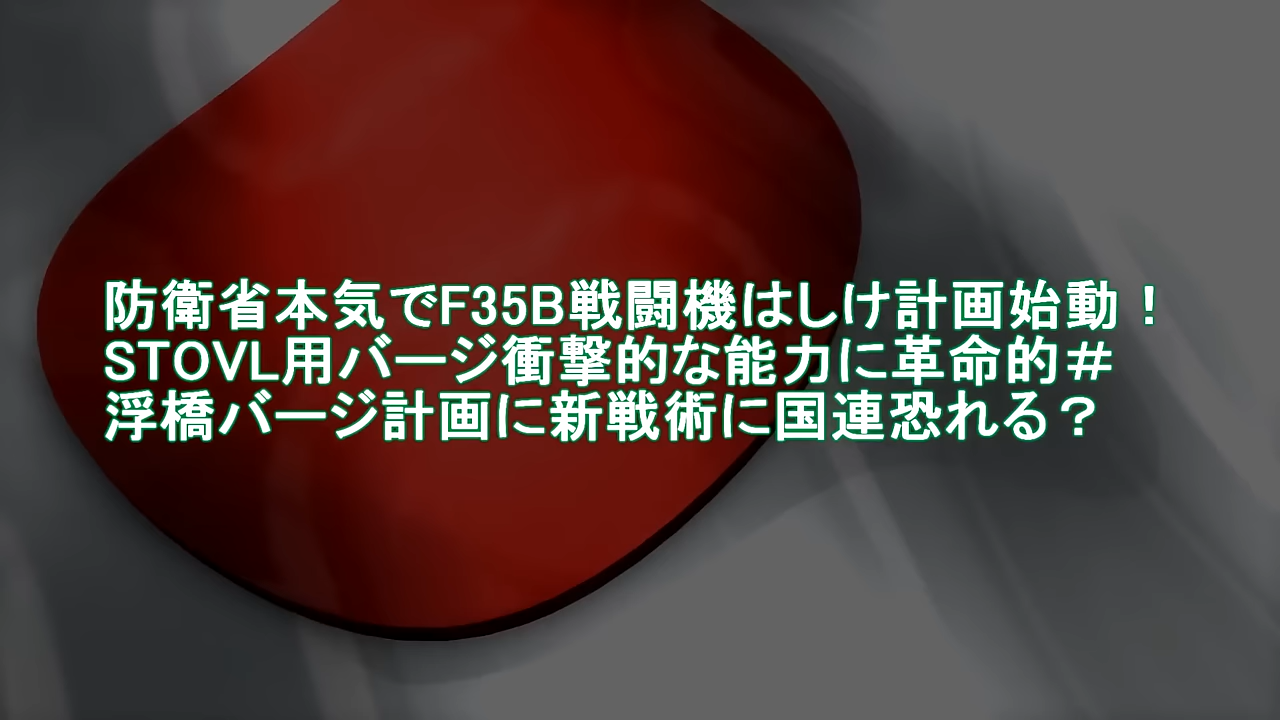 防衛省本気でF35B戦闘機はしけ計画始動！
STOVL用バージ衝撃的な能力に革命的＃
浮橋バージ計画に新戦術に国連恐れる？